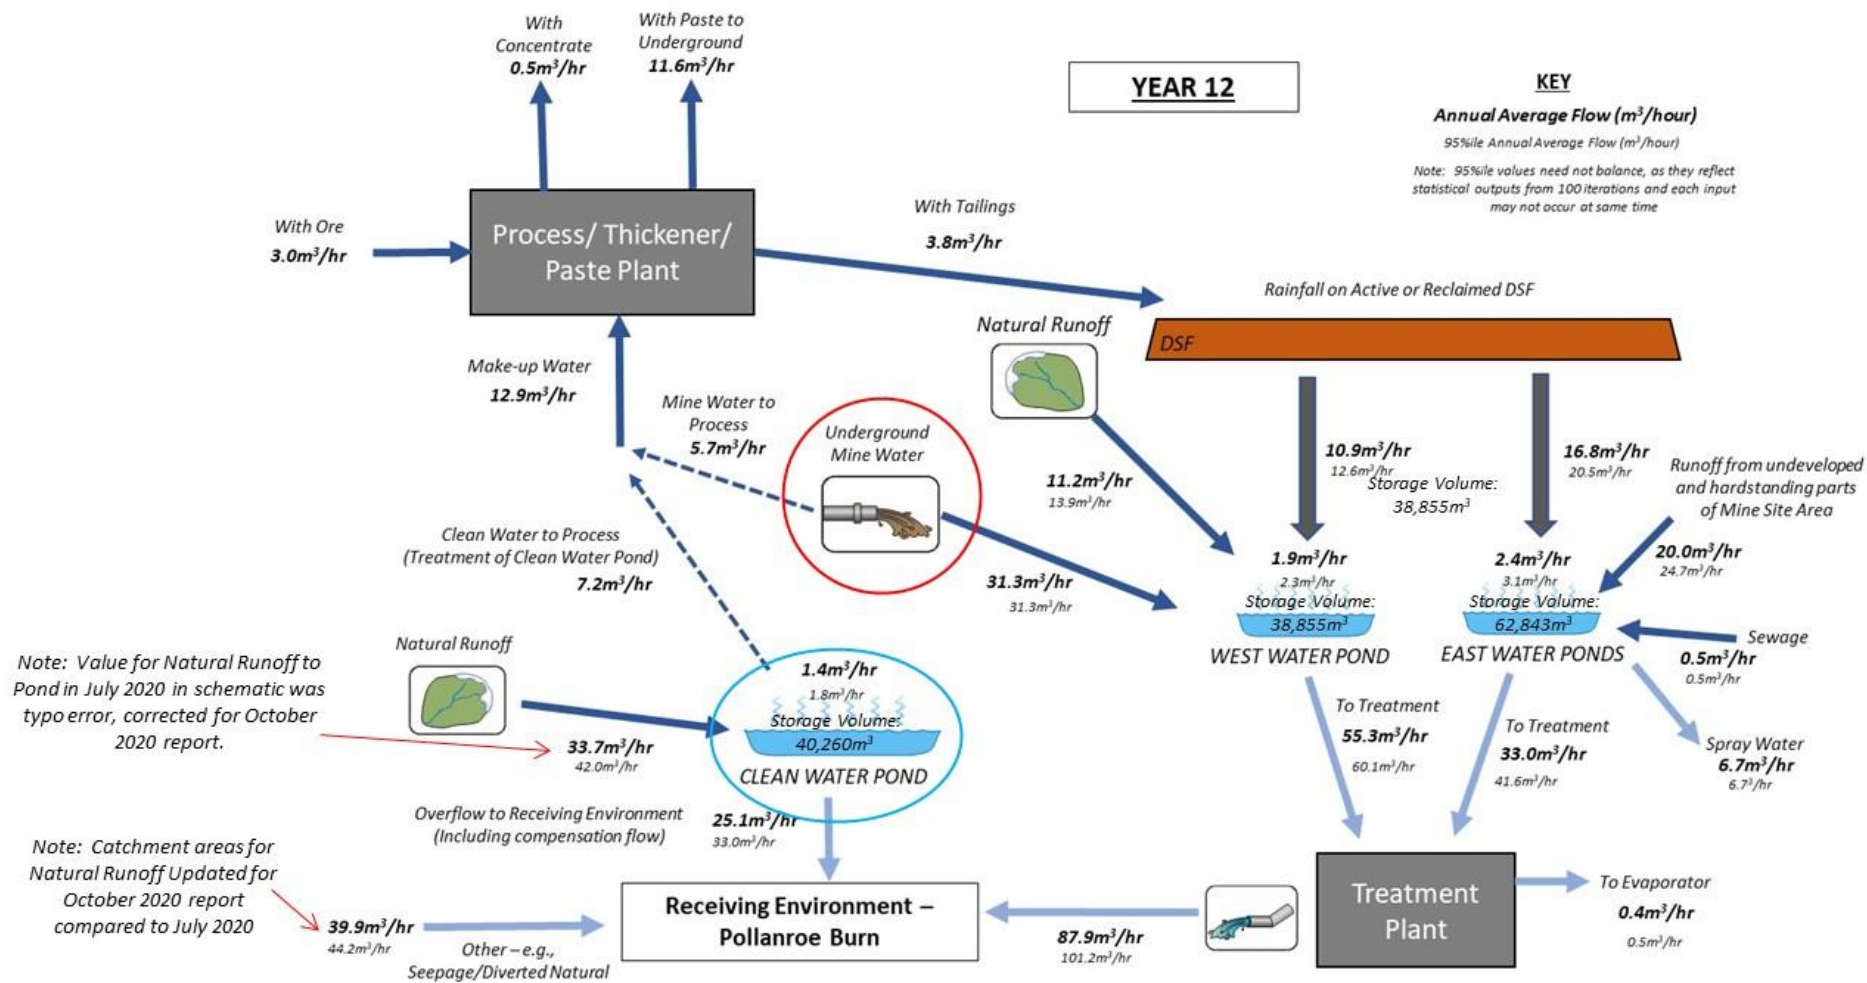 With
Concentrate
0.5m³/hr
With Paste to
Underground
11.6m³/hr
YEAR 12
KEY
Annual Average Flow (m³/hour)
95%ile Annual Average Flow (m³/hour)
Note: 95%ile values need not balance, as they reflect
statistical outputs from 100 iterations and each input
may not occur at same time
With Ore
3.0m³/hr
Process/ Thickener/
Paste Plant
With Tailings
3.8m³/hr
Rainfall on Active or Reclaimed DSF
DSF
Natural Runoff
Make-up Water
12.9m³/hr
Mine Water to
Process
5.7m³/hr
Underground
Mine Water
11.2m³/hr
13.9m³/hr
10.9m³/hr
12.6m³/hr
Storage Volume:
38,855m³
16.8m³/hr
20.5m³/hr
Runoff from undeveloped
and hardstanding parts
of Mine Site Area
20.0m³/hr
24.7m³/hr
Clean Water to Process
(Treatment of Clean Water Pond)
7.2m³/hr
31.3m³/hr
31.3m³/hr
1.9m³/hr
2.3m³/hr
Storage Volume:
38,855m³
WEST WATER POND
2.4m³/hr
3.1m³/hr
Storage Volume:
62,843m³
EAST WATER PONDS
Sewage
0.5m³/hr
0.5m³/hr
Natural Runoff
Note: Value for Natural Runoff to
Pond in July 2020 in schematic was
typo error, corrected for October
2020 report.
33.7m³/hr
42.0m³/hr
1.4m³/hr
1.8m³/hr
Storage Volume:
40,260m³
CLEAN WATER POND
To Treatment
55.3m³/hr
60.1m³/hr
To Treatment
33.0m³/hr
41.6m³/hr
Spray Water
6.7m³/hr
6.7³/hr
Overflow to Receiving Environment
(Including compensation flow)
25.1m³/hr
33.0m³/hr
Note: Catchment areas for
Natural Runoff Updated for
October 2020 report
compared to July 2020
39.9m³/hr
44.2m³/hr
Other – e.g.,
Seepage/Diverted Natural
Receiving Environment –
Pollanroe Burn
87.9m³/hr
101.2m³/hr
Treatment
Plant
To Evaporator
0.4m³/hr
0.5m³/hr